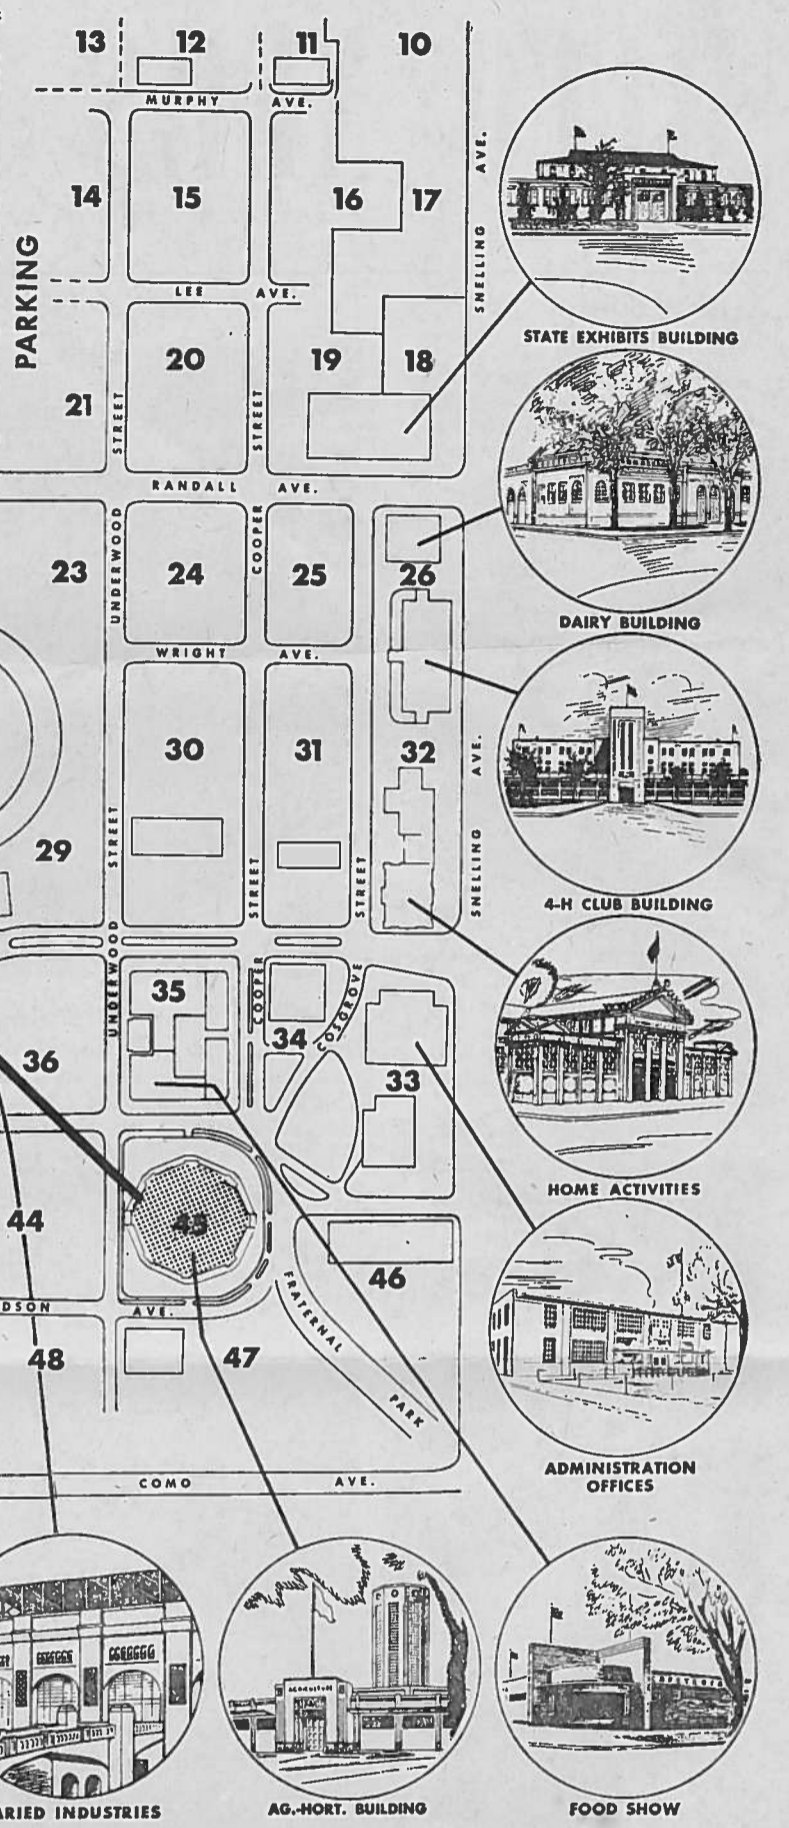 13
12
11
10
MURPHY AVE.
14
15
16
17
SNELLING AVE.
PARKING
LEE AVE.
STATE EXHIBITS BUILDING
20
19
18
21
STREET
STREET
RANDALL AVE.
UNDERWOOD
COOPER
23
24
25
26
DAIRY BUILDING
WRIGHT AVE.
30
31
32
SNELLING AVE.
29
STREET
STREET
STREET
4-H CLUB BUILDING
UNDERWOOD
COOPER
COSGROVE
35
34
36
33
HOME ACTIVITIES
44
45
46
DSON AVE.
FRATERNAL PARK
48
47
ADMINISTRATION
OFFICES
COMO AVE.
ARIED INDUSTRIES
AG.-HORT. BUILDING
FOOD SHOW